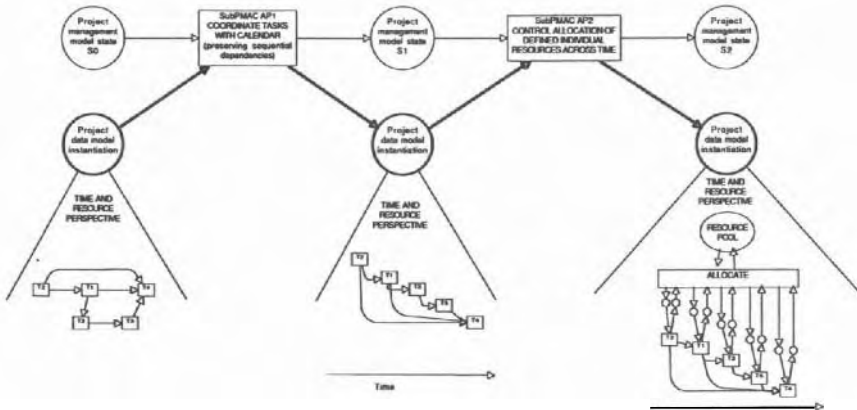 Project
management
model state
S0
SubPMAC AP1
COORDINATE TASKS
WITH CALENDAR
(preserving sequential
dependencies)
Project
management
model state
S1
SubPMAC AP2
CONTROL ALLOCATION OF
DEFINED INDIVIDUAL
RESOURCES ACROSS TIME
Project
management
model state
S2
Project
data model
instantiation
Project
data model
instantiation
Project
data model
instantiation
TIME AND
RESOURCE
PERSPECTIVE
TIME AND
RESOURCE
PERSPECTIVE
TIME AND
RESOURCE
PERSPECTIVE
RESOURCE
POOL
ALLOCATE
T1
T1
T1
Time